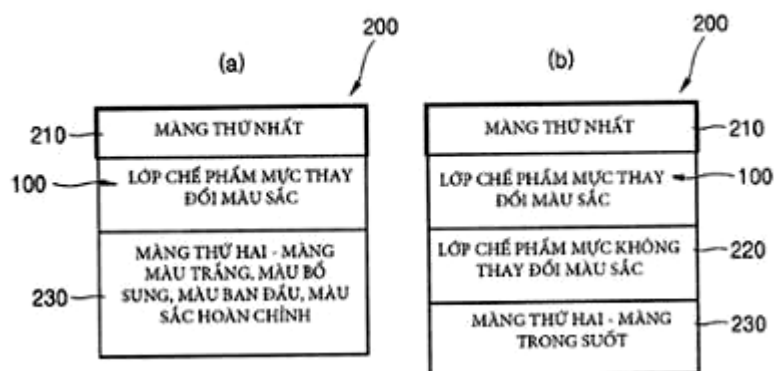 (a)
200
210
MÀNG THỨ NHẤT
100
LỚP CHẾ PHẨM MỰC THAY
ĐỔI MÀU SẮC
230
MÀNG THỨ HAI - MÀNG
MÀU TRẮNG, MÀU BỔ
SUNG, MÀU BAN ĐẦU, MÀU
SẮC HOÀN CHỈNH
(b)
200
MÀNG THỨ NHẤT
210
LỚP CHẾ PHẨM MỰC THAY
ĐỔI MÀU SẮC
100
LỚP CHẾ PHẨM MỰC KHÔNG
THAY ĐỔI MÀU SẮC
220
MÀNG THỨ HAI - MÀNG
TRONG SUỐT
230